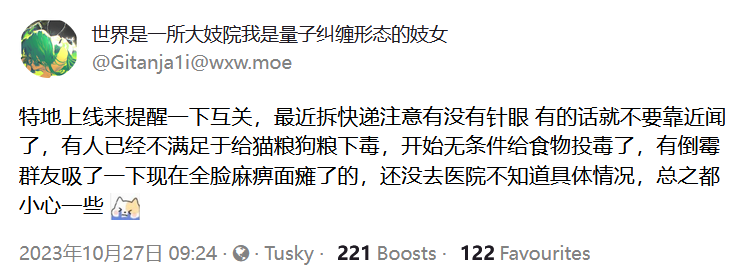 世界是一所大妓院我是量子纠缠形态的妓女
@Gitanja1i@wxw.moe
特地上线来提醒一下互关，最近拆快递注意有没有针眼 有的话就不要靠近闻
了，有人已经不满足于给猫粮狗粮下毒，开始无条件给食物投毒了，有倒霉
群友吸了一下现在全脸麻痹面瘫了的，还没去医院不知道具体情况，总之都
小心一些
2023年10月27日 09:24 · Tusky · 221 Boosts · 122 Favourites